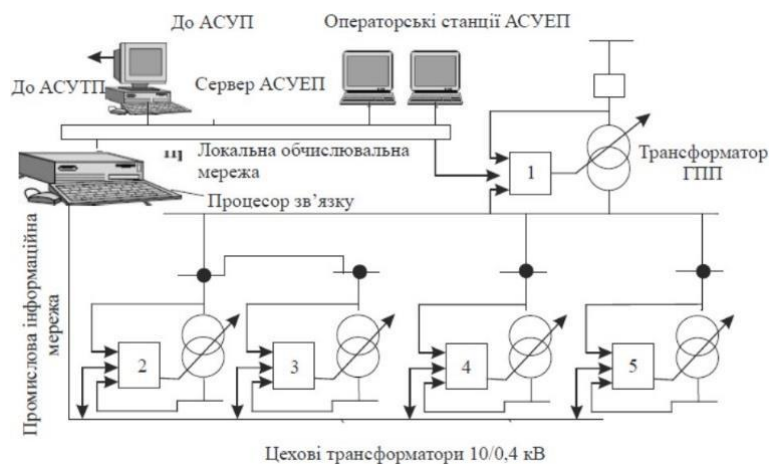 До АСУП
Операторські станції АСУЕП
До АСУТП
Сервер АСУЕП
Локальна обчислювальна
мережа
1
Трансформатор
ГПП
Процесор зв’язку
Промислова інформаційна
мережа
2
3
4
5
Цехові трансформатори 10/0,4 кВ